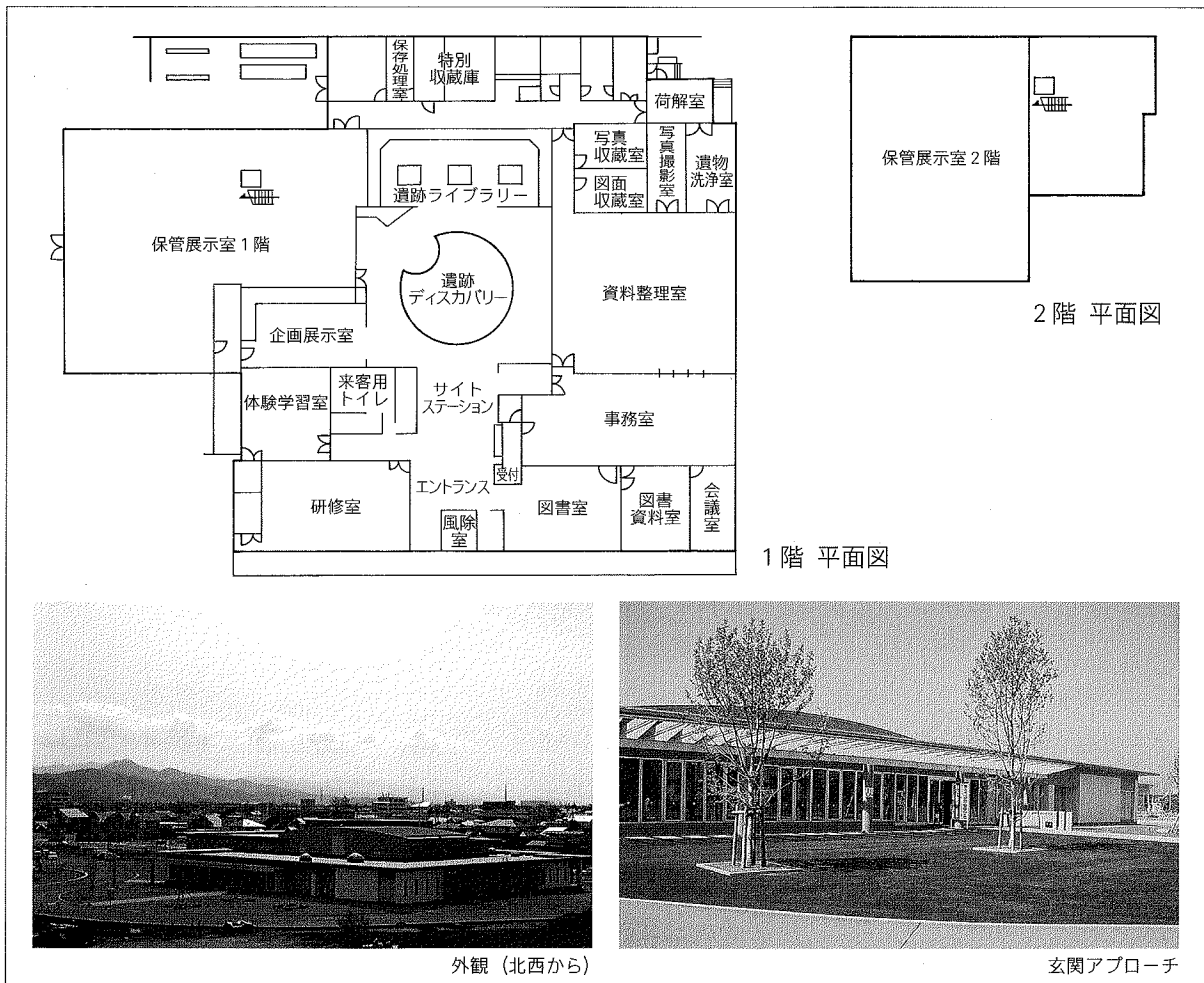 保存処理室
特別
収蔵庫
荷解室
写真
収蔵室
写真撮影室
遺物
洗浄室
図面
収蔵室
遺跡ライブラリー
保管展示室1階
遺跡
ディスカバリー
資料整理室
企画展示室
体験学習室
来客用
トイレ
サイト
ステーション
事務室
受付
エントランス
研修室
風除
室
図書室
図書
資料室
会議室
1階 平面図
保管展示室2階
2階 平面図
外観（北西から）
玄関アプローチ